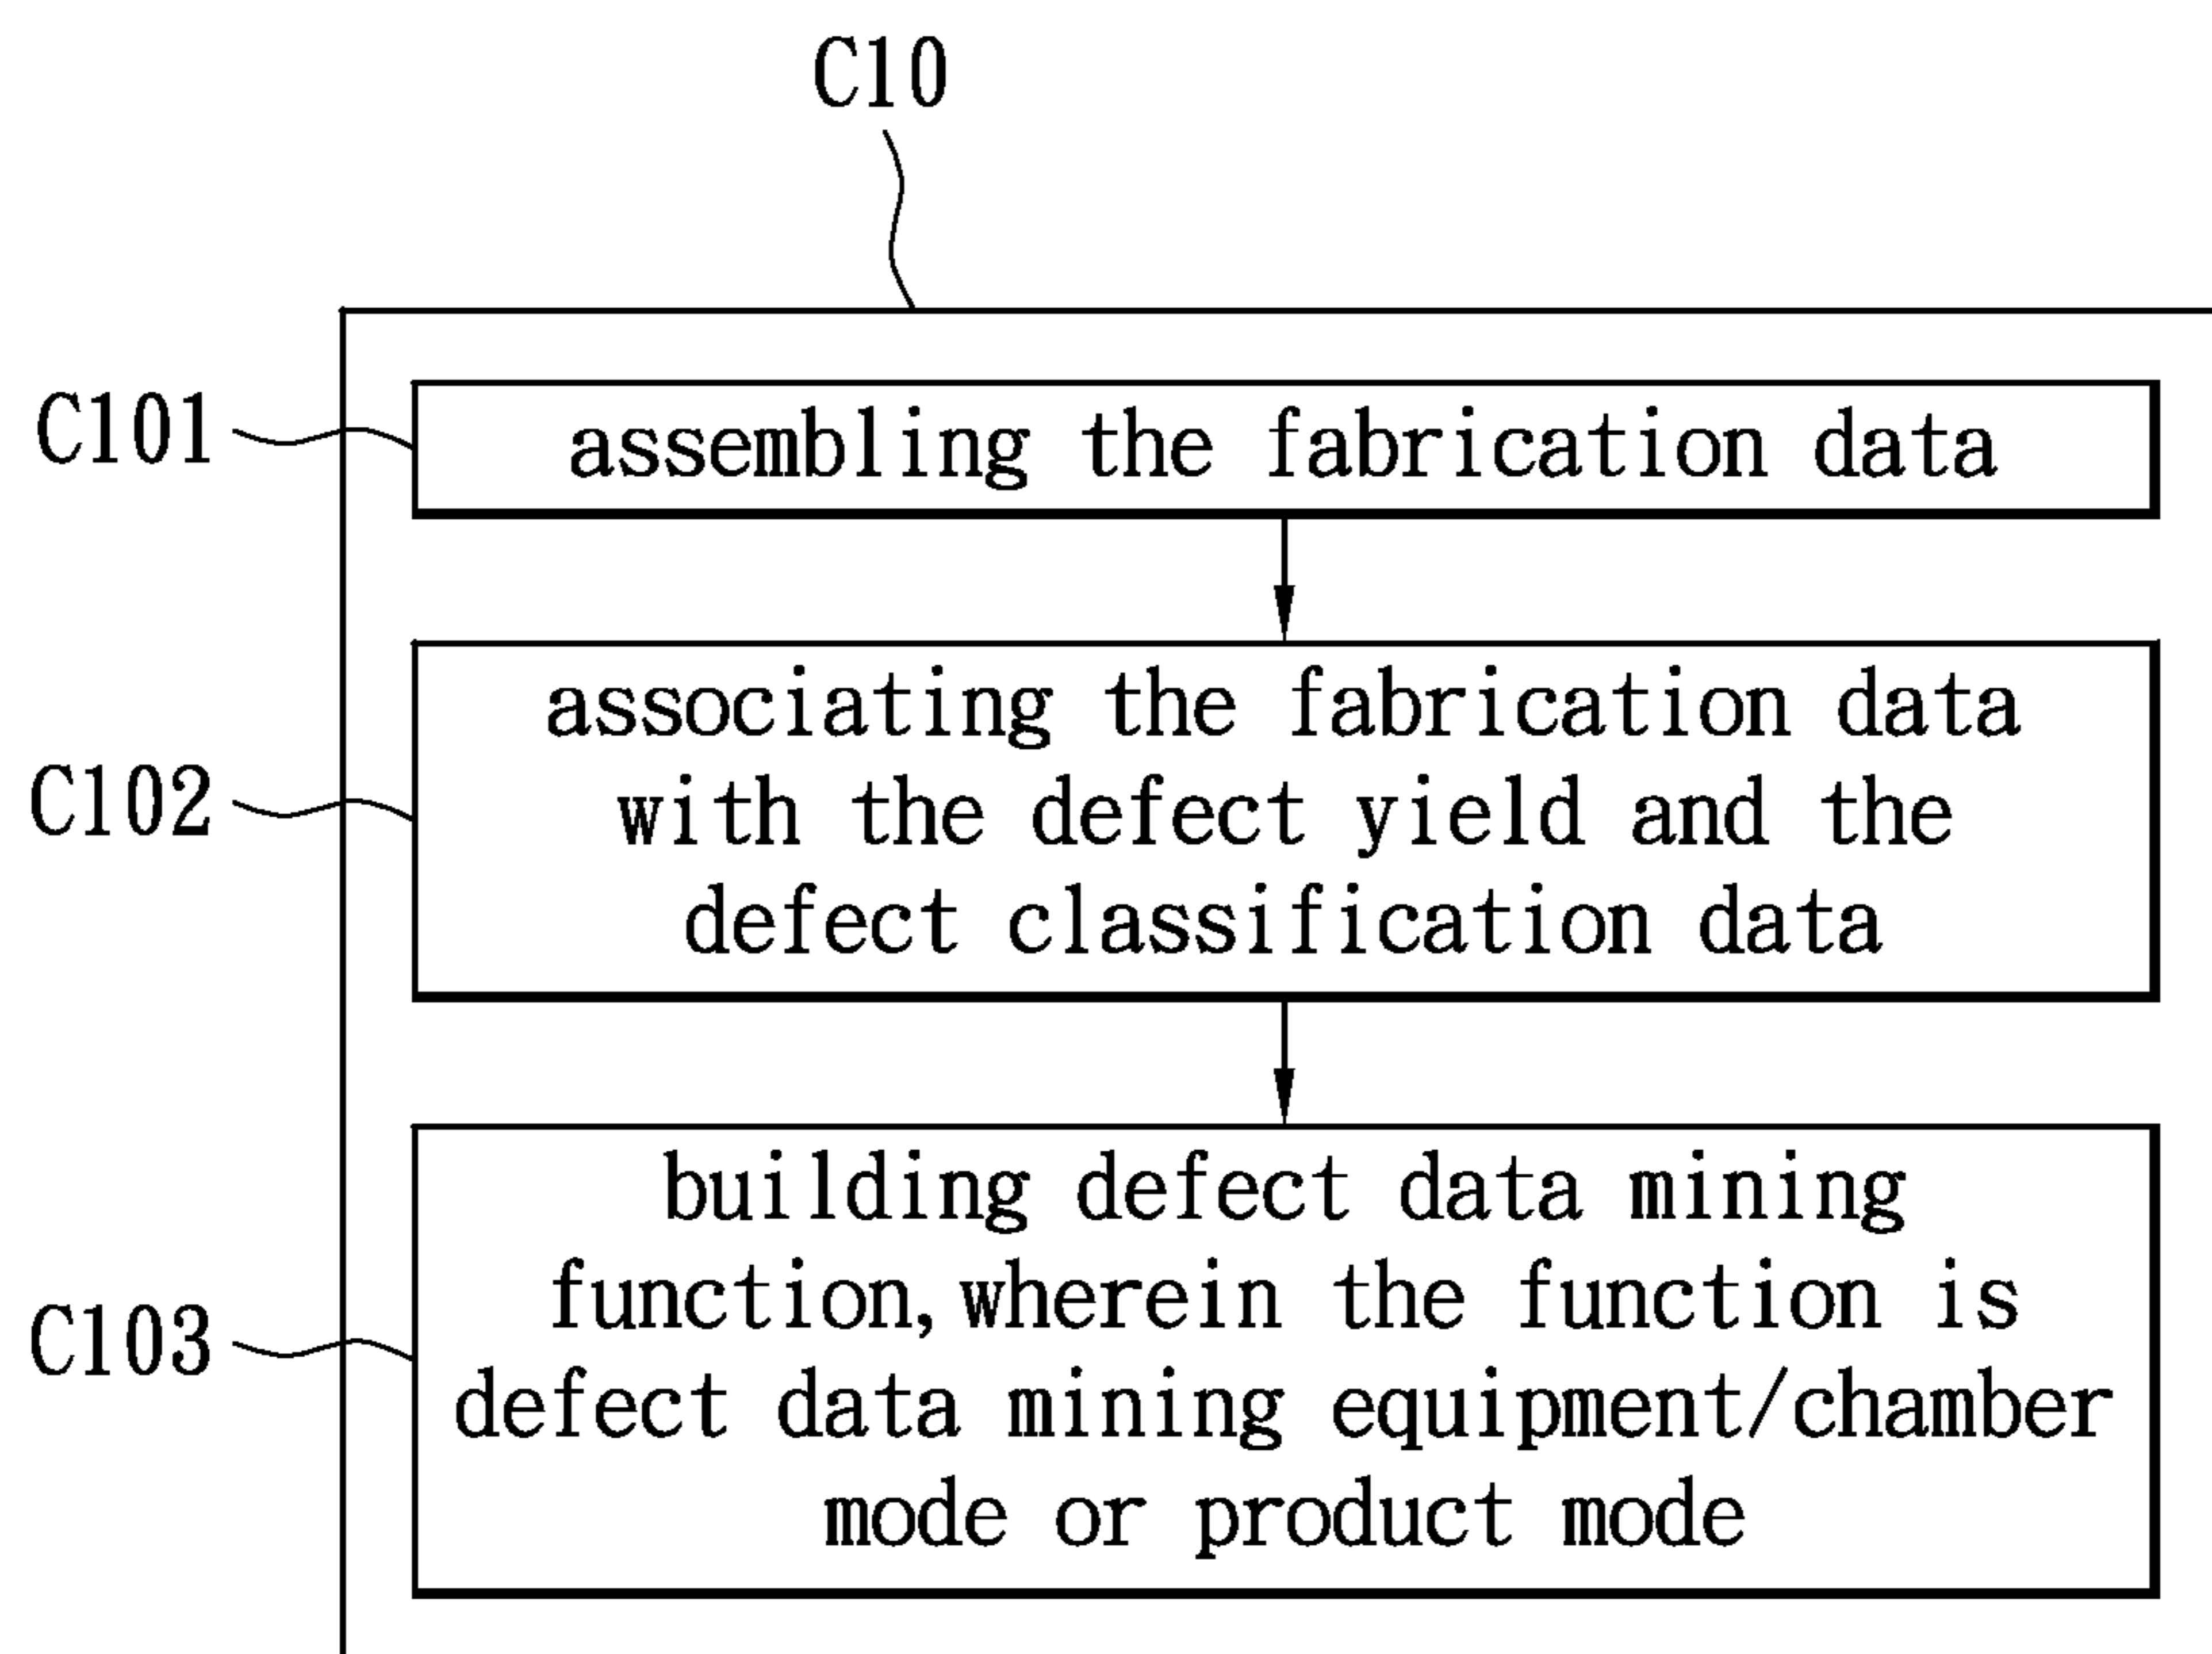 C10
C101
assembling the fabrication data
C102
associating the fabrication data
with the defect yield and the
defect classification data
C103
building defect data mining
function, wherein the function is
defect data mining equipment/chamber
mode or product mode